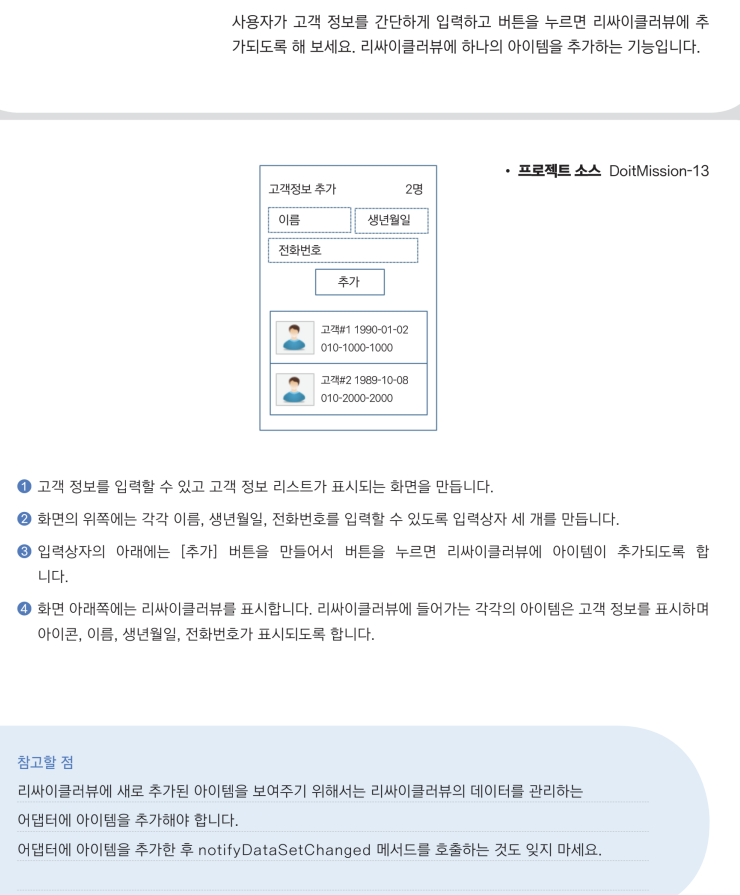 사용자가 고객 정보를 간단하게 입력하고 버튼을 누르면 리싸이클러뷰에 추
가되도록 해 보세요. 리싸이클러뷰에 하나의 아이템을 추가하는 기능입니다.
• 프로젝트 소스 DoitMission-13
고객정보 추가 2명
이름 생년월일
전화번호
추가
고객#1 1990-01-02
010-1000-1000
고객#2 1989-10-08
010-2000-2000
❶ 고객 정보를 입력할 수 있고 고객 정보 리스트가 표시되는 화면을 만듭니다.
❷ 화면의 위쪽에는 각각 이름, 생년월일, 전화번호를 입력할 수 있도록 입력상자 세 개를 만듭니다.
❸ 입력상자의 아래에는 [추가] 버튼을 만들어서 버튼을 누르면 리싸이클러뷰에 아이템이 추가되도록 합
니다.
❹ 화면 아래쪽에는 리싸이클러뷰를 표시합니다. 리싸이클러뷰에 들어가는 각각의 아이템은 고객 정보를 표시하며
아이콘, 이름, 생년월일, 전화번호가 표시되도록 합니다.
참고할 점
리싸이클러뷰에 새로 추가된 아이템을 보여주기 위해서는 리싸이클러뷰의 데이터를 관리하는
어댑터에 아이템을 추가해야 합니다.
어댑터에 아이템을 추가한 후 notifyDataSetChanged 메서드를 호출하는 것도 잊지 마세요.